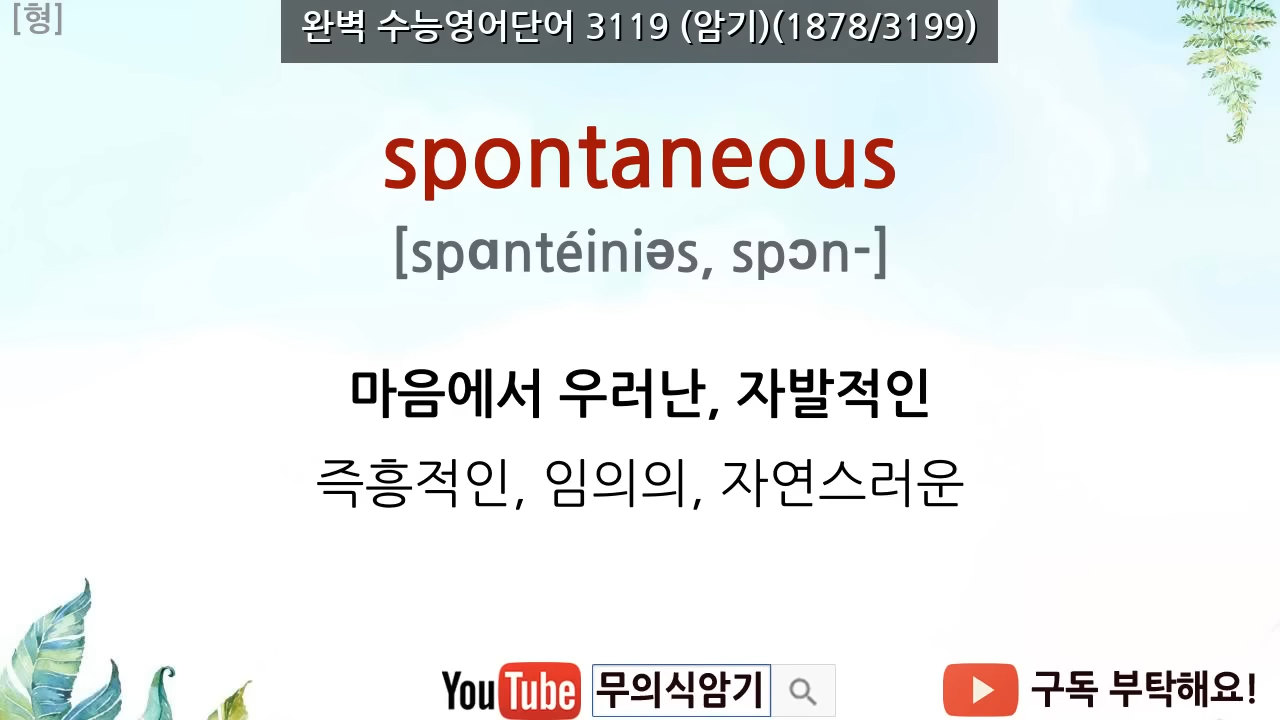 [형]
완벽 수능영어단어 3119 (암기)(1878/3199)
spontaneous
[spɑntéiniəs, spɔn-]
마음에서 우러난, 자발적인
즉흥적인, 임의의, 자연스러운
YouTube 무의식암기
구독 부탁해요!